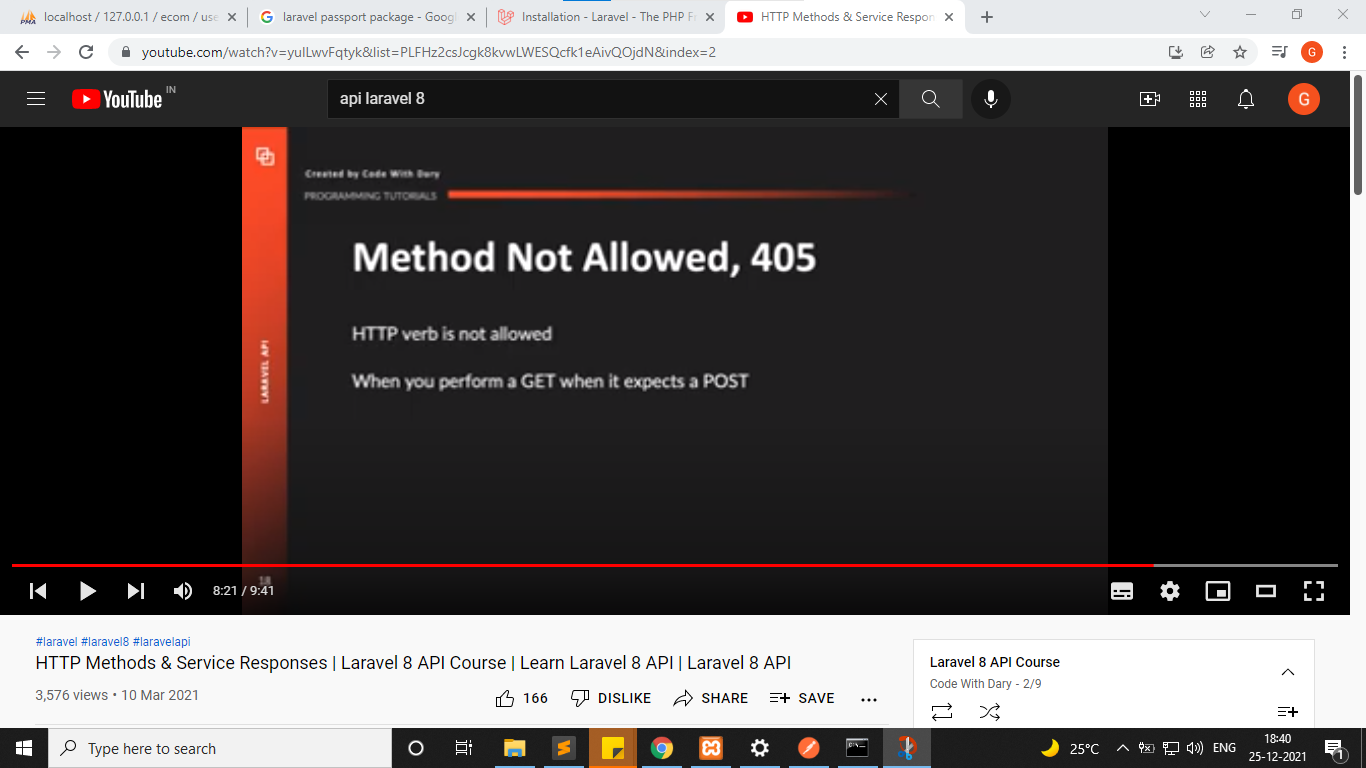 localhost / 127.0.0.1 / ecom / use
laravel passport package - Goog
Installation - Laravel - The PHP F
HTTP Methods & Service Respon
youtube.com/watch?v=yulLwvFqtyk&list=PLFHz2csJcgk8kvwLWESQcfk1eAivQOjdN&index=2
G
YouTube IN
api laravel 8
G
Created by Code With Dary
PROGRAMMING TUTORIALS
Method Not Allowed, 405
HTTP verb is not allowed
When you perform a GET when it expects a POST
LARAVEL API
18
8:21 / 9:41
#laravel #laravel8 #laravelapi
HTTP Methods & Service Responses | Laravel 8 API Course | Learn Laravel 8 API | Laravel 8 API
3,576 views • 10 Mar 2021
166 DISLIKE SHARE SAVE
Laravel 8 API Course
Code With Dary - 2/9
Type here to search
25°C
ENG
18:40
25-12-2021
1